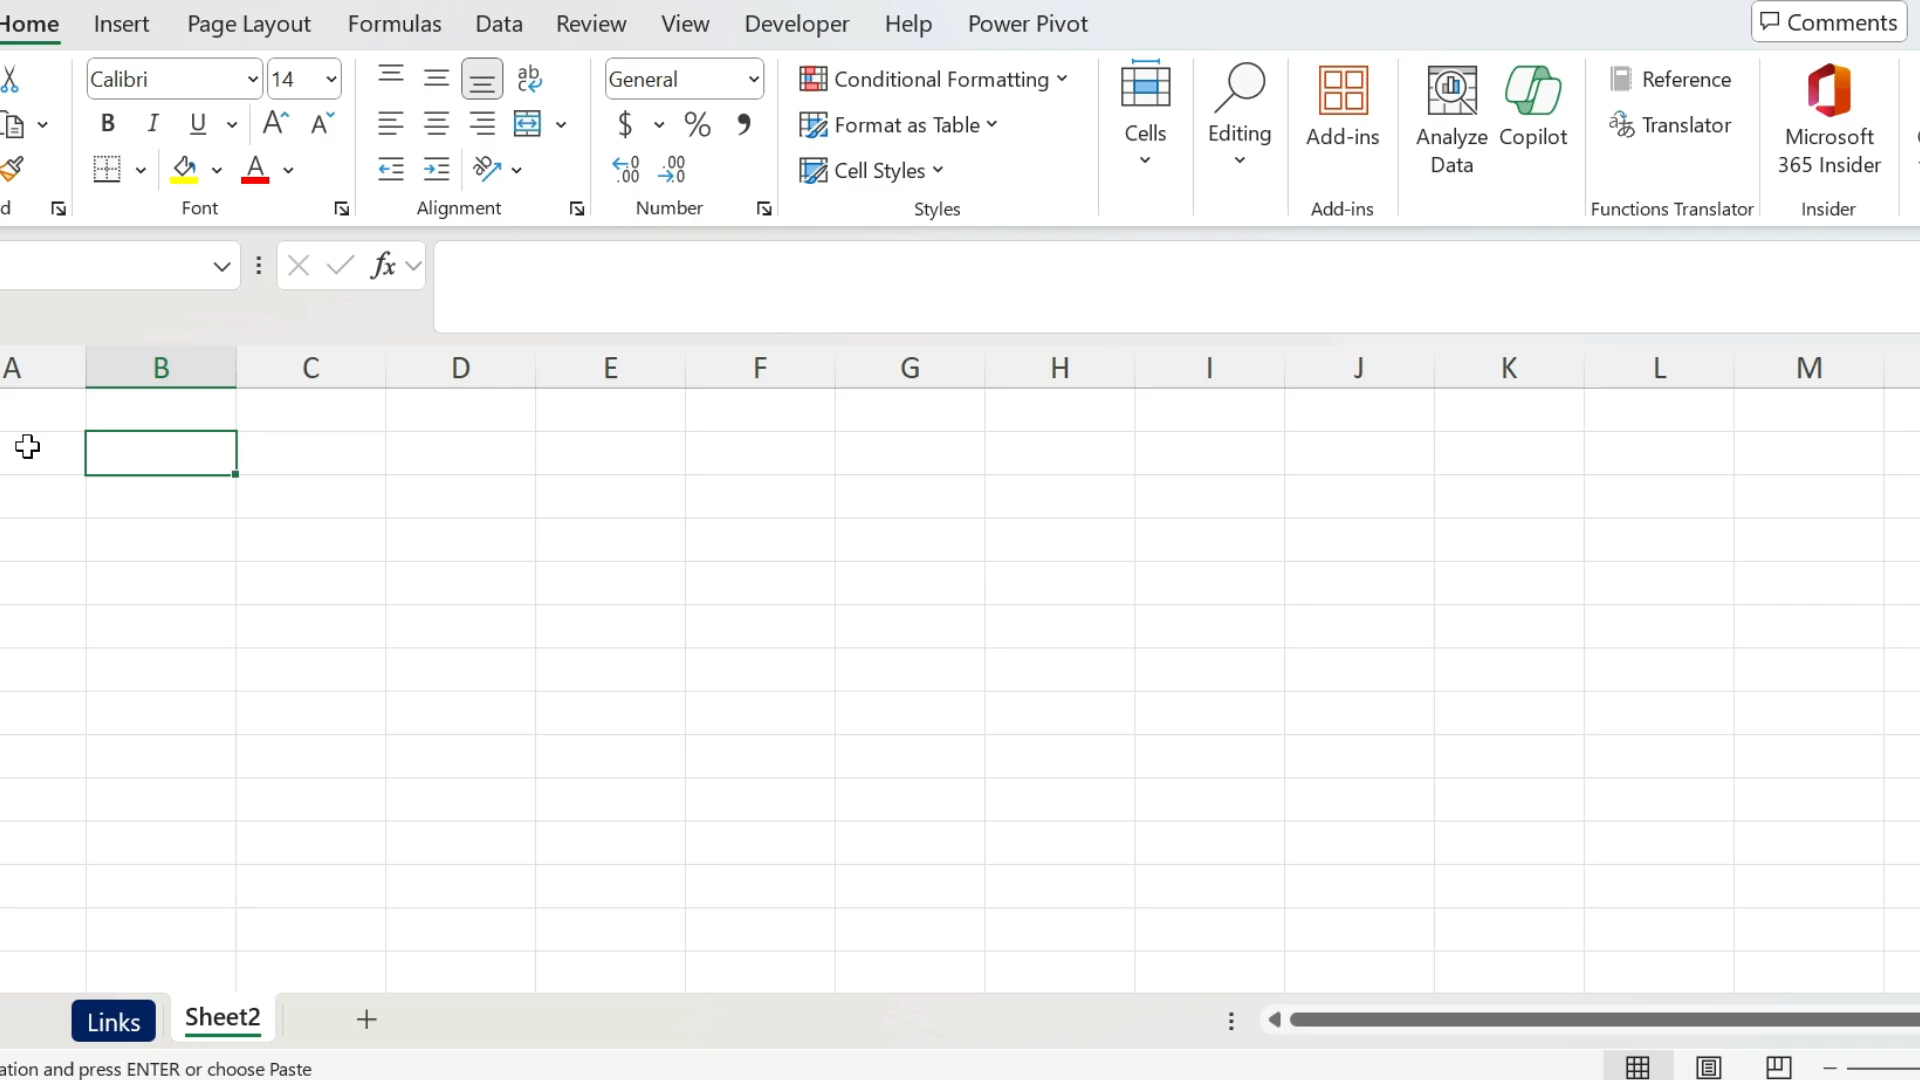 Home Insert Page Layout Formulas Data Review View Developer Help Power Pivot Comments
Calibri 14 ab General Conditional Formatting Reference
B I U A A $ % Format as Table Cells Editing Add-ins Analyze Data Copilot Translator Microsoft 365 Insider
A Cell Styles
d Font Alignment Number Styles Add-ins Functions Translator Insider
fx
A B C D E F G H I J K L M
Links Sheet2
ation and press ENTER or choose Paste